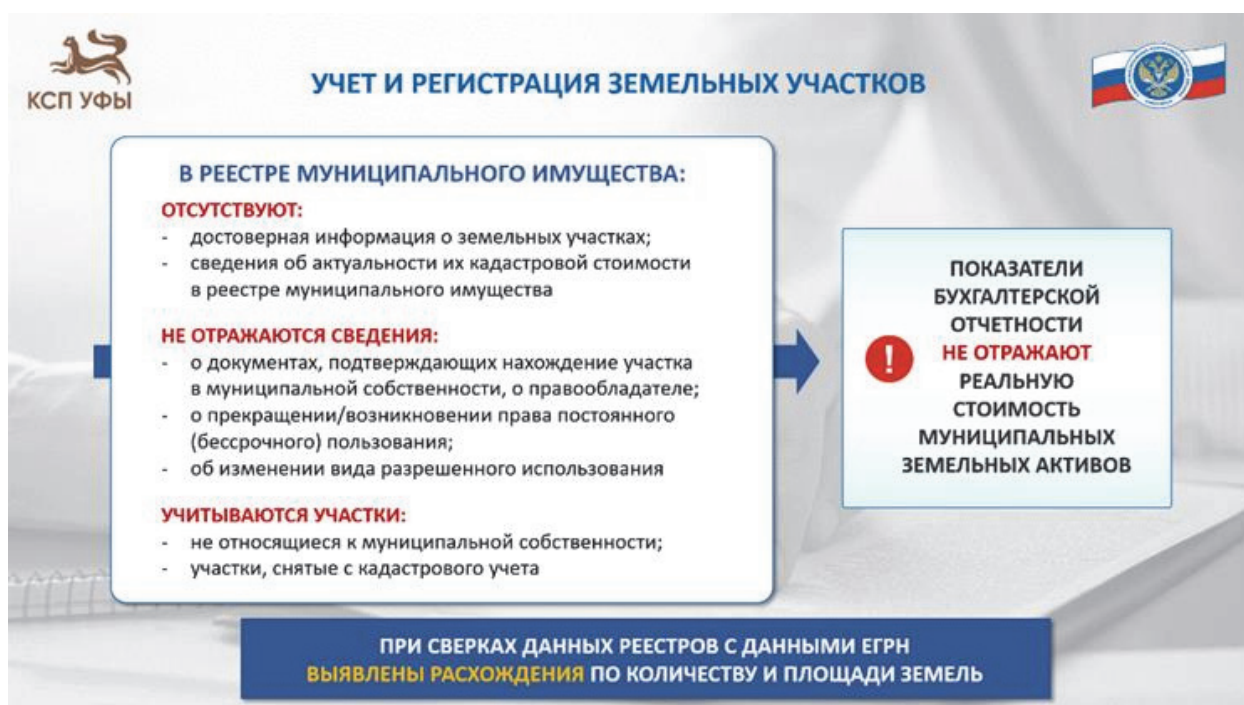 КСП УФЫ
УЧЕТ И РЕГИСТРАЦИЯ ЗЕМЕЛЬНЫХ УЧАСТКОВ
В РЕЕСТРЕ МУНИЦИПАЛЬНОГО ИМУЩЕСТВА:
ОТСУТСТВУЮТ:
- достоверная информация о земельных участках;
- сведения об актуальности их кадастровой стоимости
в реестре муниципального имущества
НЕ ОТРАЖАЮТСЯ СВЕДЕНИЯ:
- о документах, подтверждающих нахождение участка
в муниципальной собственности, о правообладателе;
- о прекращении/возникновении права постоянного
(бессрочного) пользования;
- об изменении вида разрешенного использования
УЧИТЫВАЮТСЯ УЧАСТКИ:
- не относящиеся к муниципальной собственности;
- участки, снятые с кадастрового учета
!
ПОКАЗАТЕЛИ
БУХГАЛТЕРСКОЙ
ОТЧЕТНОСТИ
НЕ ОТРАЖАЮТ
РЕАЛЬНУЮ
СТОИМОСТЬ
МУНИЦИПАЛЬНЫХ
ЗЕМЕЛЬНЫХ АКТИВОВ
ПРИ СВЕРКАХ ДАННЫХ РЕЕСТРОВ С ДАННЫМИ ЕГРН
ВЫЯВЛЕНЫ РАСХОЖДЕНИЯ ПО КОЛИЧЕСТВУ И ПЛОЩАДИ ЗЕМЕЛЬ